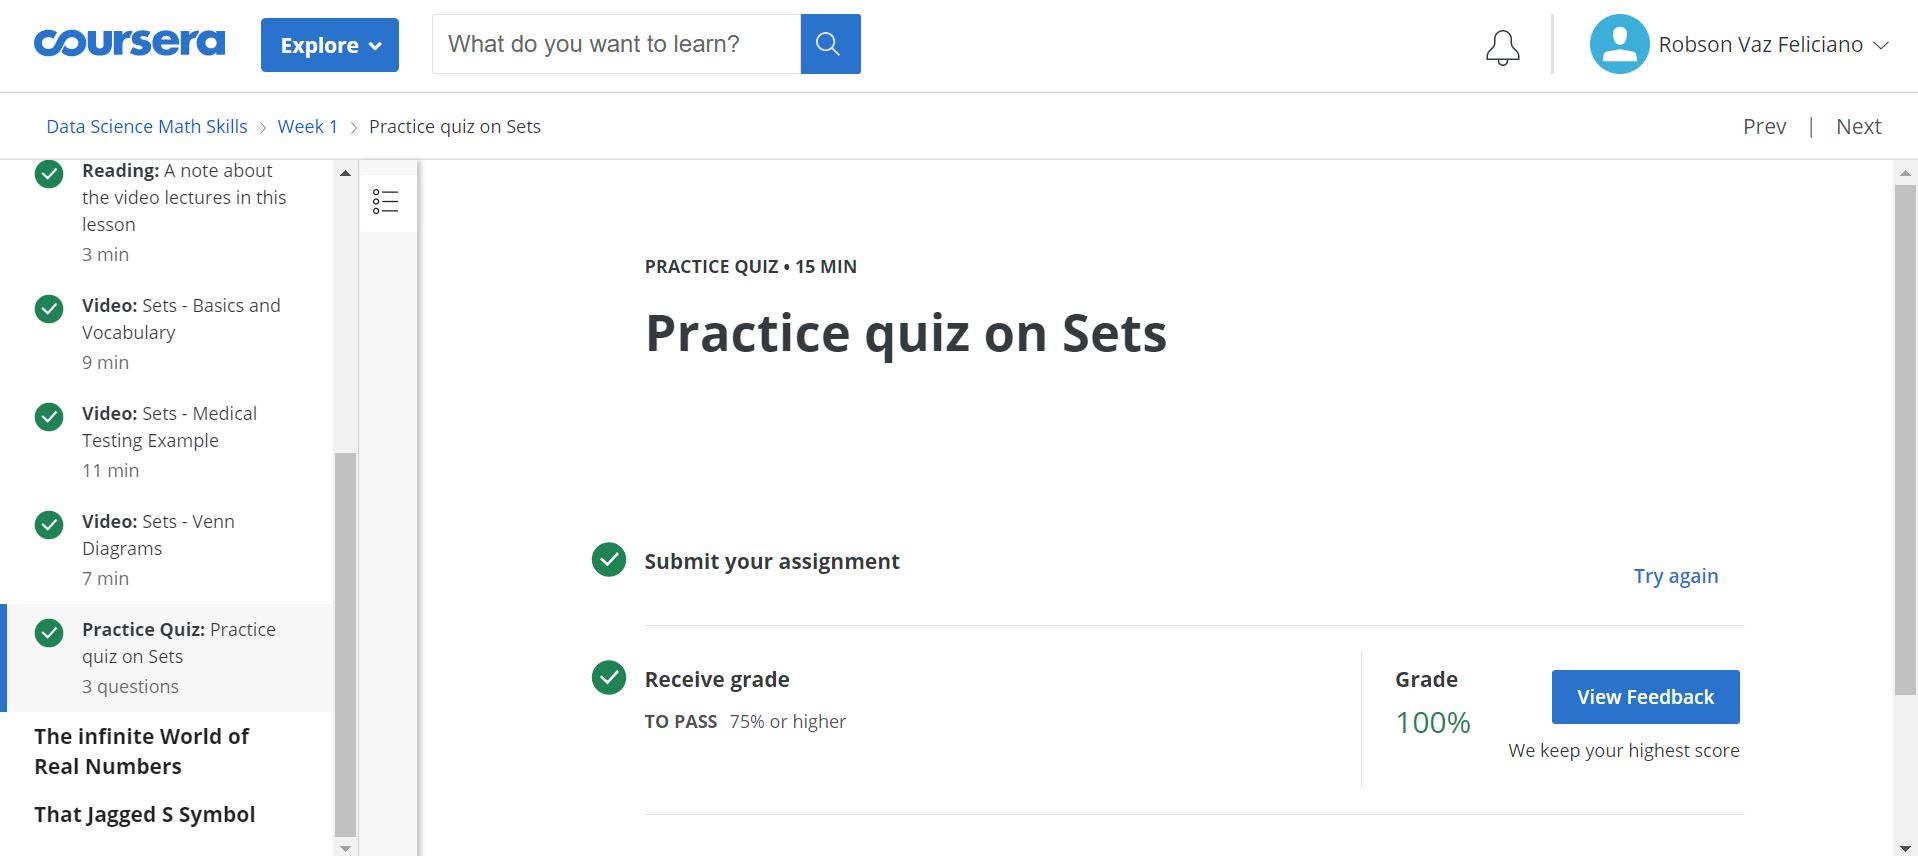 coursera
Explore
What do you want to learn?
Robson Vaz Feliciano
Data Science Math Skills > Week 1 > Practice quiz on Sets
Prev | Next
Reading: A note about
the video lectures in this
lesson
3 min
Video: Sets - Basics and
Vocabulary
9 min
Video: Sets - Medical
Testing Example
11 min
Video: Sets - Venn
Diagrams
7 min
Practice Quiz: Practice
quiz on Sets
3 questions
The infinite World of
Real Numbers
That Jagged S Symbol
PRACTICE QUIZ • 15 MIN
Practice quiz on Sets
Submit your assignment
Try again
Receive grade
TO PASS 75% or higher
Grade
100%
View Feedback
We keep your highest score